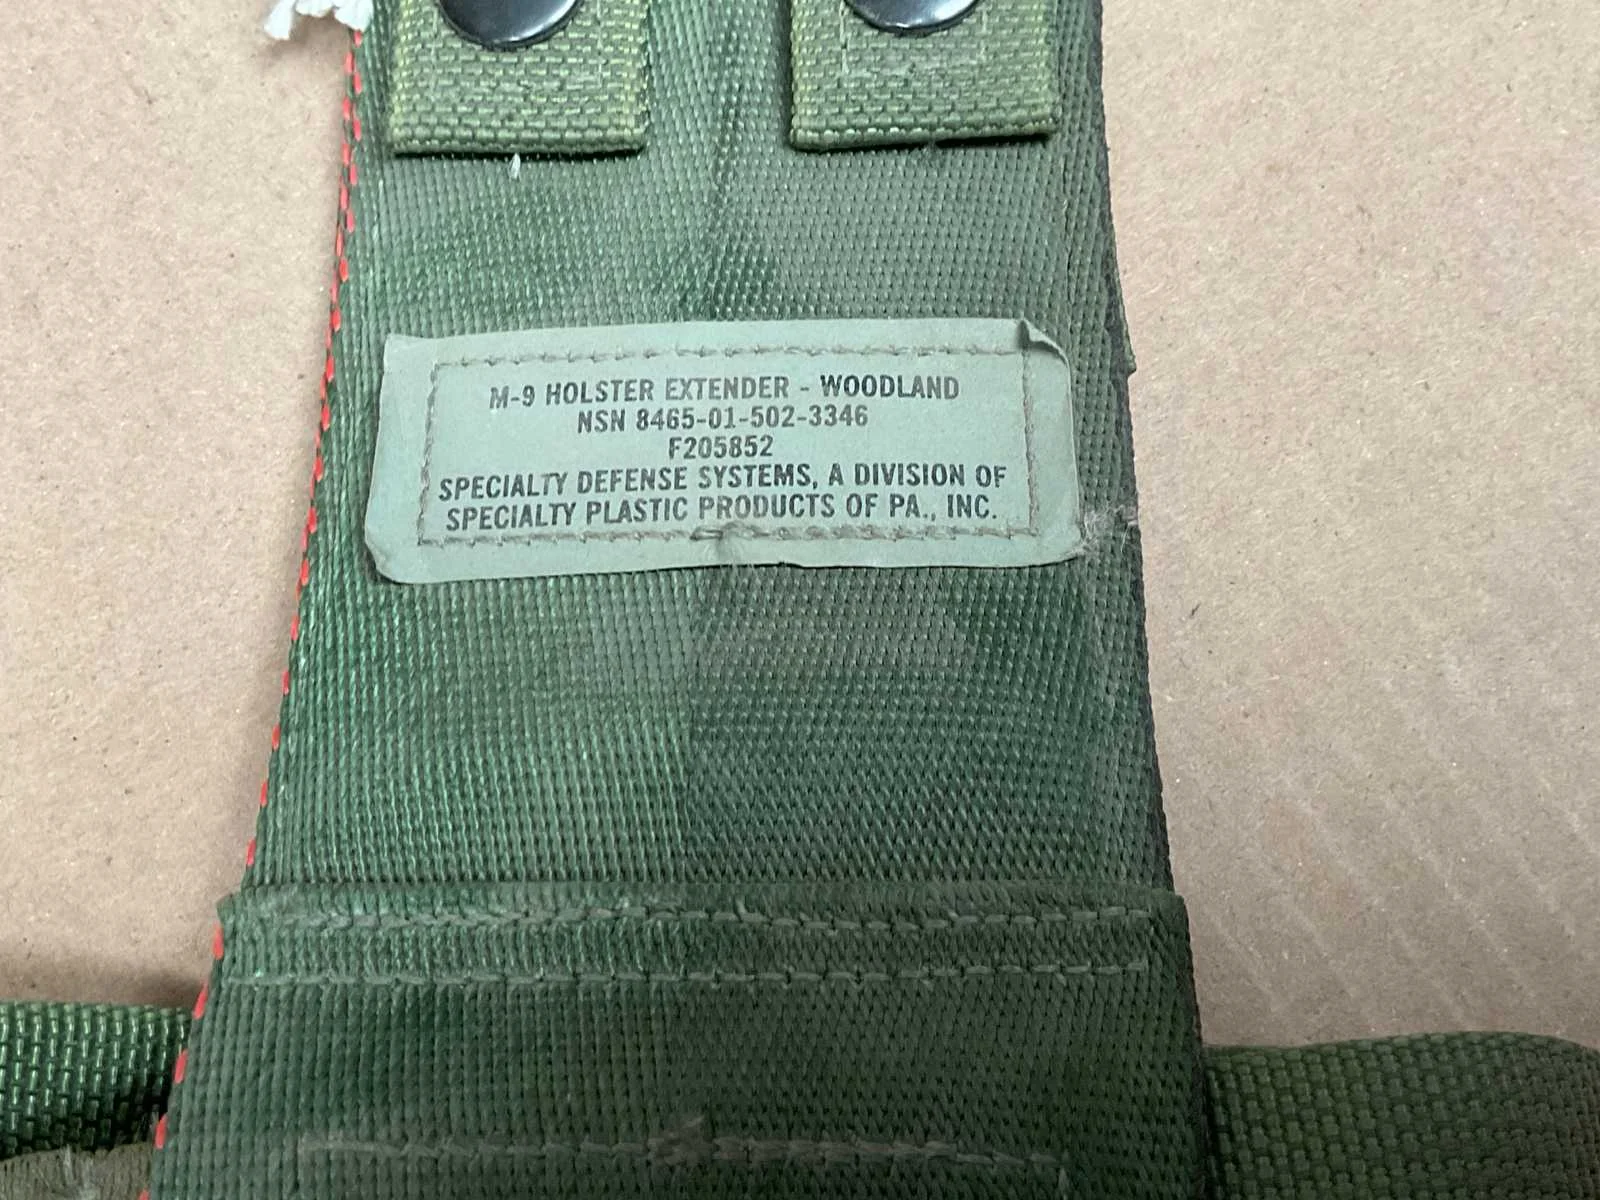 M-9 HOLSTER EXTENDER - WOODLAND
NSN 8465-01-502-3346
F205852
SPECIALTY DEFENSE SYSTEMS, A DIVISION OF
SPECIALTY PLASTIC PRODUCTS OF PA., INC.